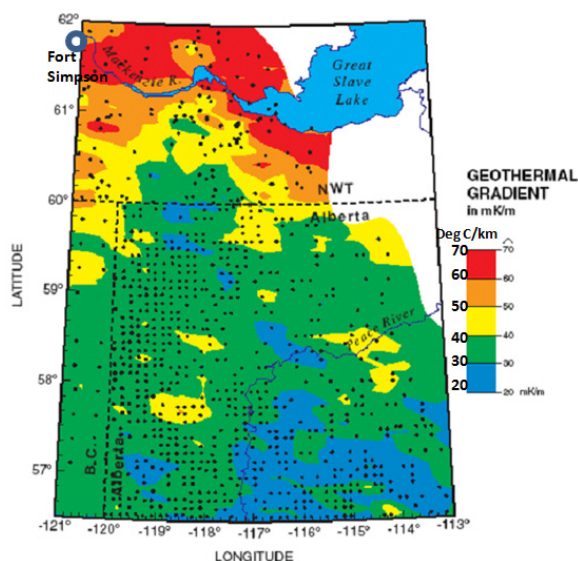 Fort
Simpson
Mackenzie R.
Great
Slave
Lake
62°
61°
60°
59°
58°
57°
LATITUDE
NWT
Alberta
Peace River
B.C.
Alberta
-121°
-120°
-119°
-118°
-117°
-116°
-115°
-114°
-113°
LONGITUDE
GEOTHERMAL
GRADIENT
in mK/m
Deg C/km
70 70
60 60
50 50
40 40
30 30
20 20 mK/m